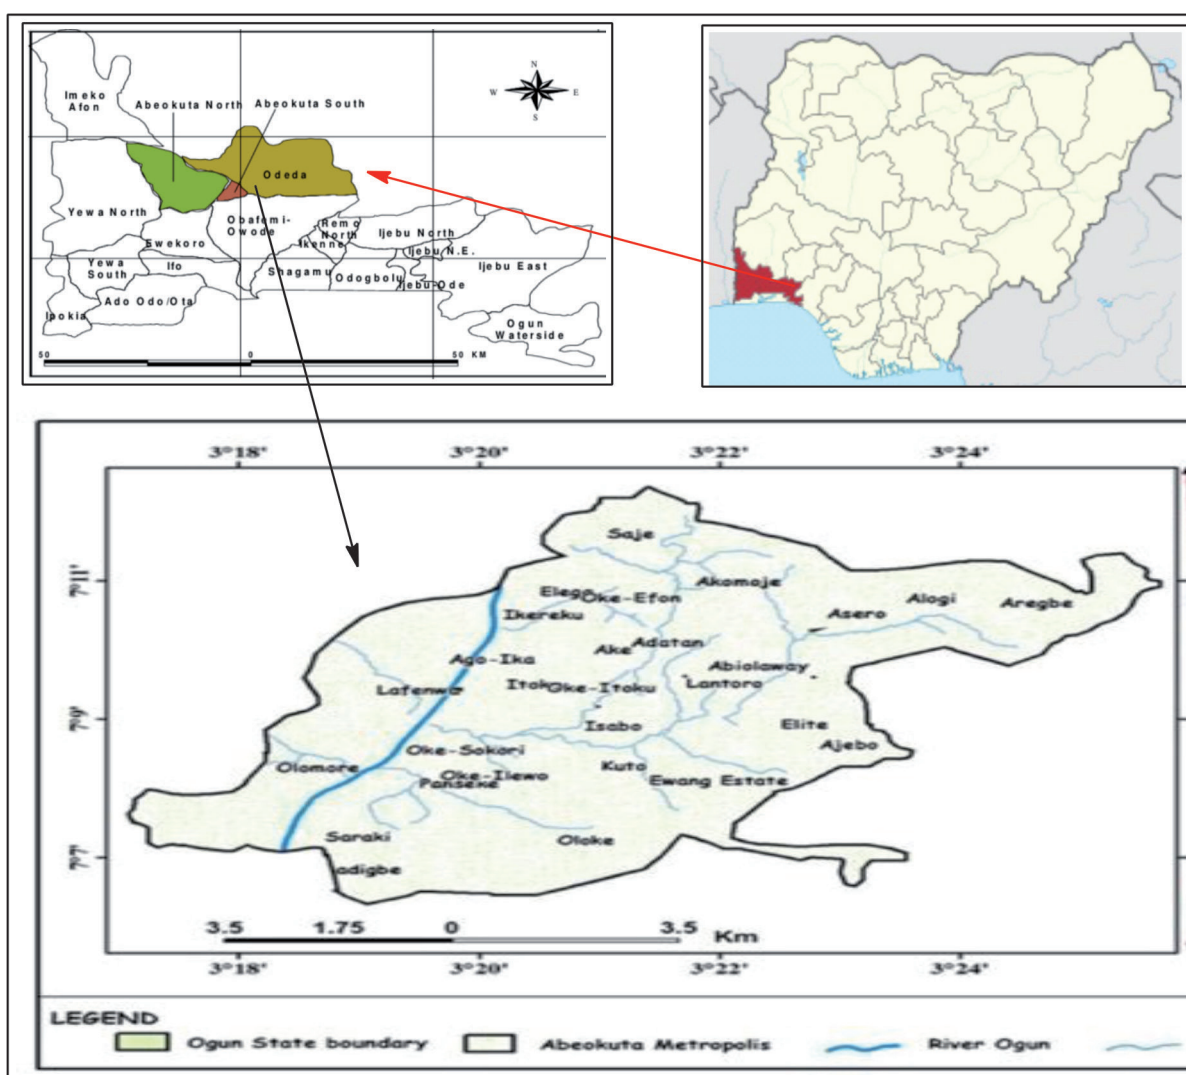 Imeko
Afon
Abeokuta North
Abeokuta South
N
W
E
S
Odeda
Yewa North
Obafemi-
Owode
Remo
North
Ijebu North
Ewekoro
Ikenne
Ijebu N.E.
Yewa
South
Ifo
Shagamu
Odogbolu
Ijebu East
Ijebu-Ode
Ado Odo/Ota
Ipokia
Ogun
Waterside
50
0
50 KM
3°18'
3°20'
3°22'
3°24'
7°11'
7°9'
7°7'
Saje
Akomoje
Elega
Oke-Efon
Ikereku
Asero
Alogi
Aregbe
Ake
Adatan
Ago-Ika
Abiolaway
Lafenwa
Itoko
Oke-Itoku
Lantoro
Isabo
Elite
Ajebo
Oke-Sokori
Olomore
Oke-Ilewo
Panseke
Kuto
Ewang Estate
Saraki
Oloke
adigbe
3.5
1.75
0
3.5
Km
3°18'
3°20'
3°22'
3°24'
LEGEND
Ogun State boundary
Abeokuta Metropolis
River Ogun